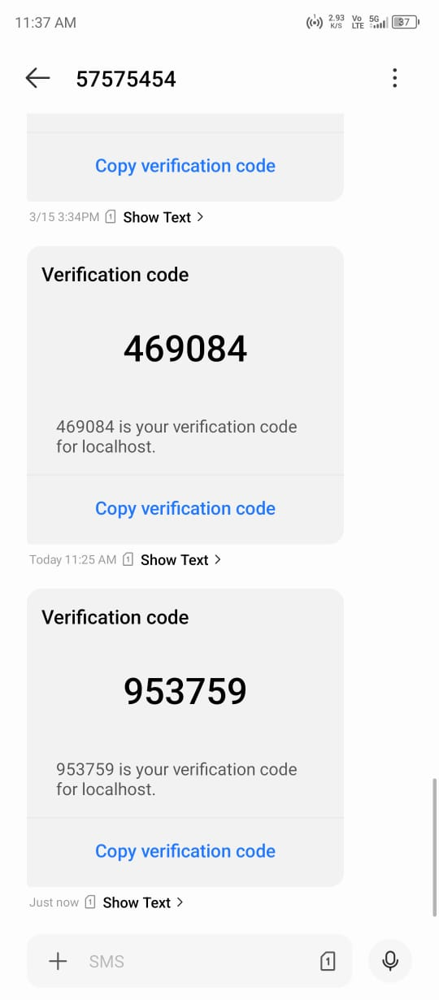 11:37 AM
2.93 K/S Vo LTE 5G 37
57575454
Copy verification code
3/15 3:34PM 1 Show Text >
Verification code
469084
469084 is your verification code
for localhost.
Copy verification code
Today 11:25 AM 1 Show Text >
Verification code
953759
953759 is your verification code
for localhost.
Copy verification code
Just now 1 Show Text >
SMS 1